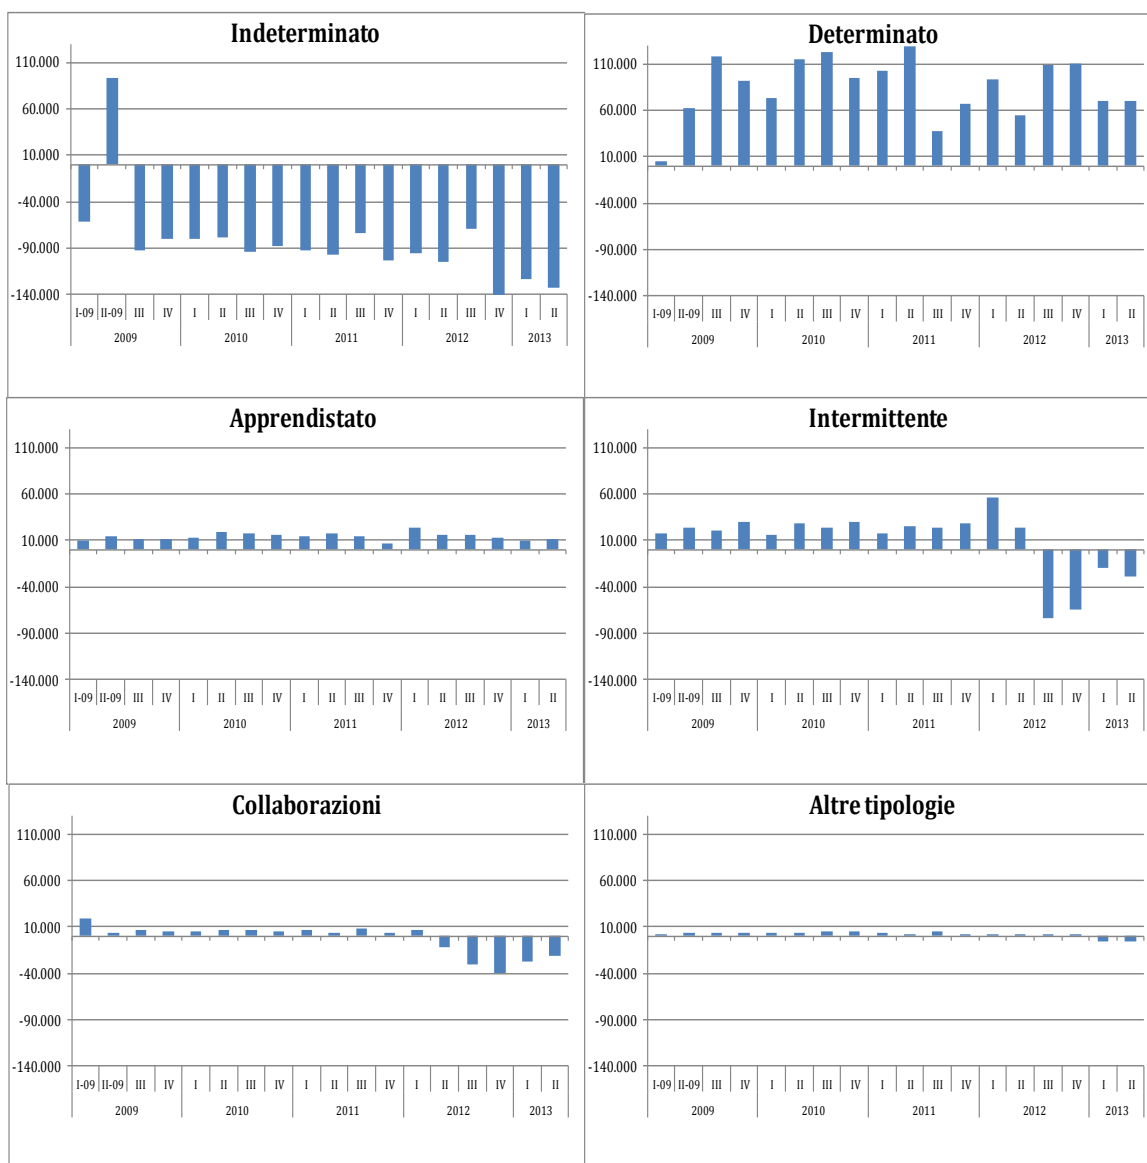 Indeterminato
110.000
60.000
10.000
-40.000
-90.000
-140.000
I-09 II-09 III IV I II III IV I II III IV I II III IV I II
2009 2010 2011 2012 2013
Determinato
110.000
60.000
10.000
-40.000
-90.000
-140.000
I-09 II-09 III IV I II III IV I II III IV I II III IV I II
2009 2010 2011 2012 2013
Apprendistato
110.000
60.000
10.000
-40.000
-90.000
-140.000
I-09 II-09 III IV I II III IV I II III IV I II III IV I II
2009 2010 2011 2012 2013
Intermittente
110.000
60.000
10.000
-40.000
-90.000
-140.000
I-09 II-09 III IV I II III IV I II III IV I II III IV I II
2009 2010 2011 2012 2013
Collaborazioni
110.000
60.000
10.000
-40.000
-90.000
-140.000
I-09 II-09 III IV I II III IV I II III IV I II III IV I II
2009 2010 2011 2012 2013
Altre tipologie
110.000
60.000
10.000
-40.000
-90.000
-140.000
I-09 II-09 III IV I II III IV I II III IV I II III IV I II
2009 2010 2011 2012 2013